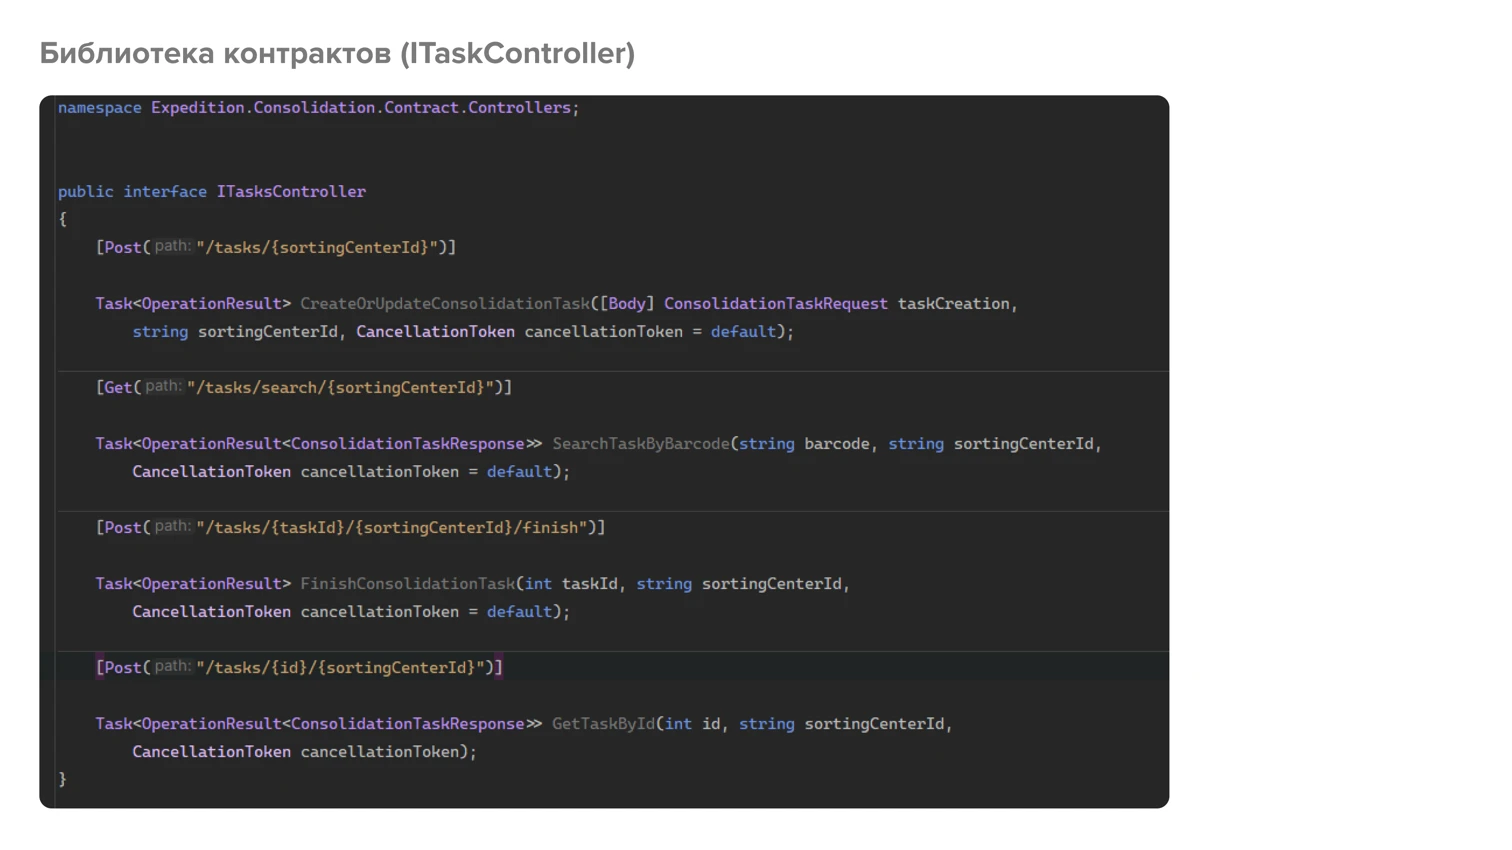 Библиотека контрактов (ITaskController)
namespace Expedition.Consolidation.Contract.Controllers;
public interface ITasksController
{
[Post( path: "/tasks/{sortingCenterId}")]
Task<OperationResult> CreateOrUpdateConsolidationTask([Body] ConsolidationTaskRequest taskCreation,
string sortingCenterId, CancellationToken cancellationToken = default);
[Get( path: "/tasks/search/{sortingCenterId}")]
Task<OperationResult<ConsolidationTaskResponse>> SearchTaskByBarcode(string barcode, string sortingCenterId,
CancellationToken cancellationToken = default);
[Post( path: "/tasks/{taskId}/{sortingCenterId}/finish")]
Task<OperationResult> FinishConsolidationTask(int taskId, string sortingCenterId,
CancellationToken cancellationToken = default);
[Post( path: "/tasks/{id}/{sortingCenterId}")]
Task<OperationResult<ConsolidationTaskResponse>> GetTaskById(int id, string sortingCenterId,
CancellationToken cancellationToken);
}